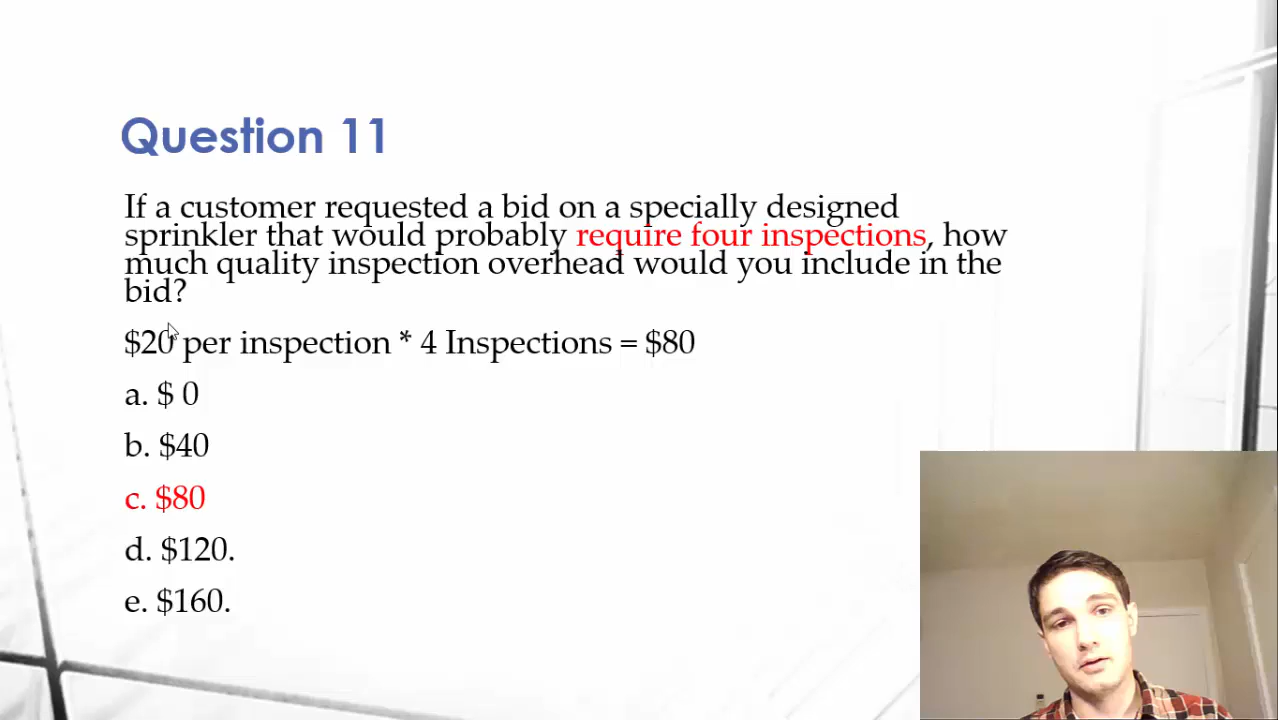 Question 11
If a customer requested a bid on a specially designed
sprinkler that would probably require four inspections, how
much quality inspection overhead would you include in the
bid?
$20 per inspection * 4 Inspections = $80
a. $ 0
b. $40
c. $80
d. $120.
e. $160.